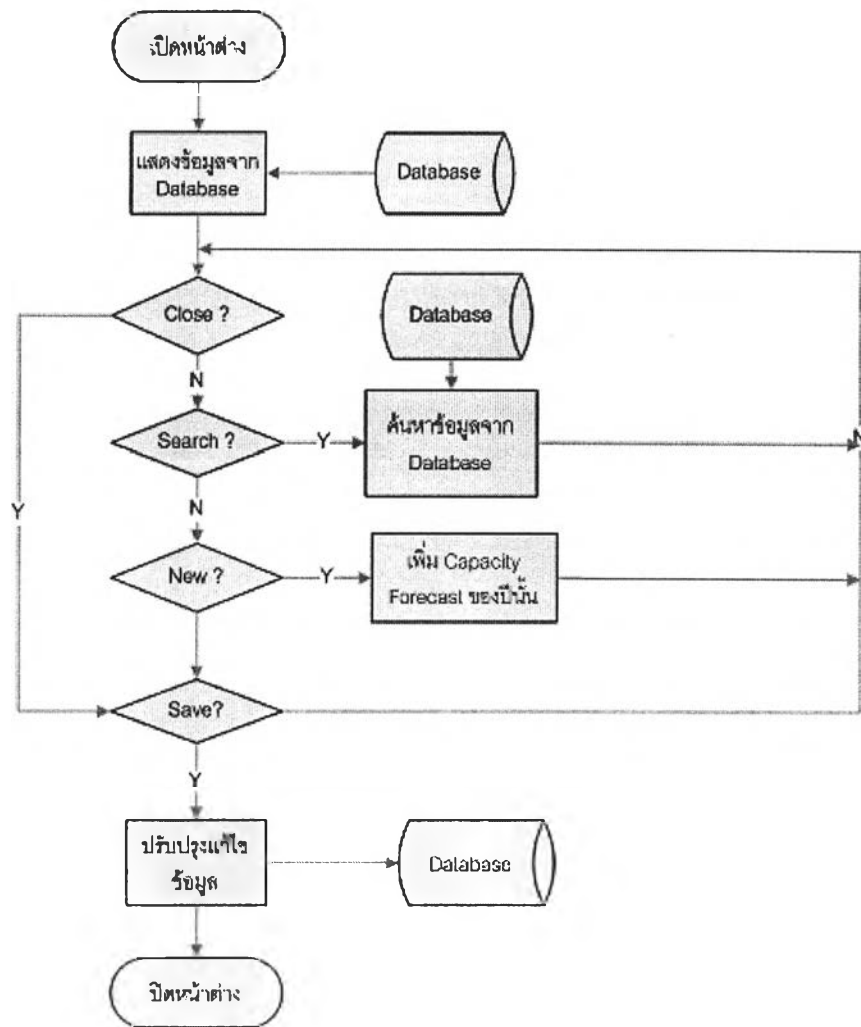 เปิดหน้าต่าง
แสดงข้อมูลจาก
Database
Database
Close ?
Database
N
Search ?
Y
ค้นหาข้อมูลจาก
Database
N
Y
N
New ?
Y
เพิ่ม Capacity
Forecast ของปีนั้น
Save?
Y
ปรับปรุงแก้ไข
ข้อมูล
Database
ปิดหน้าต่าง